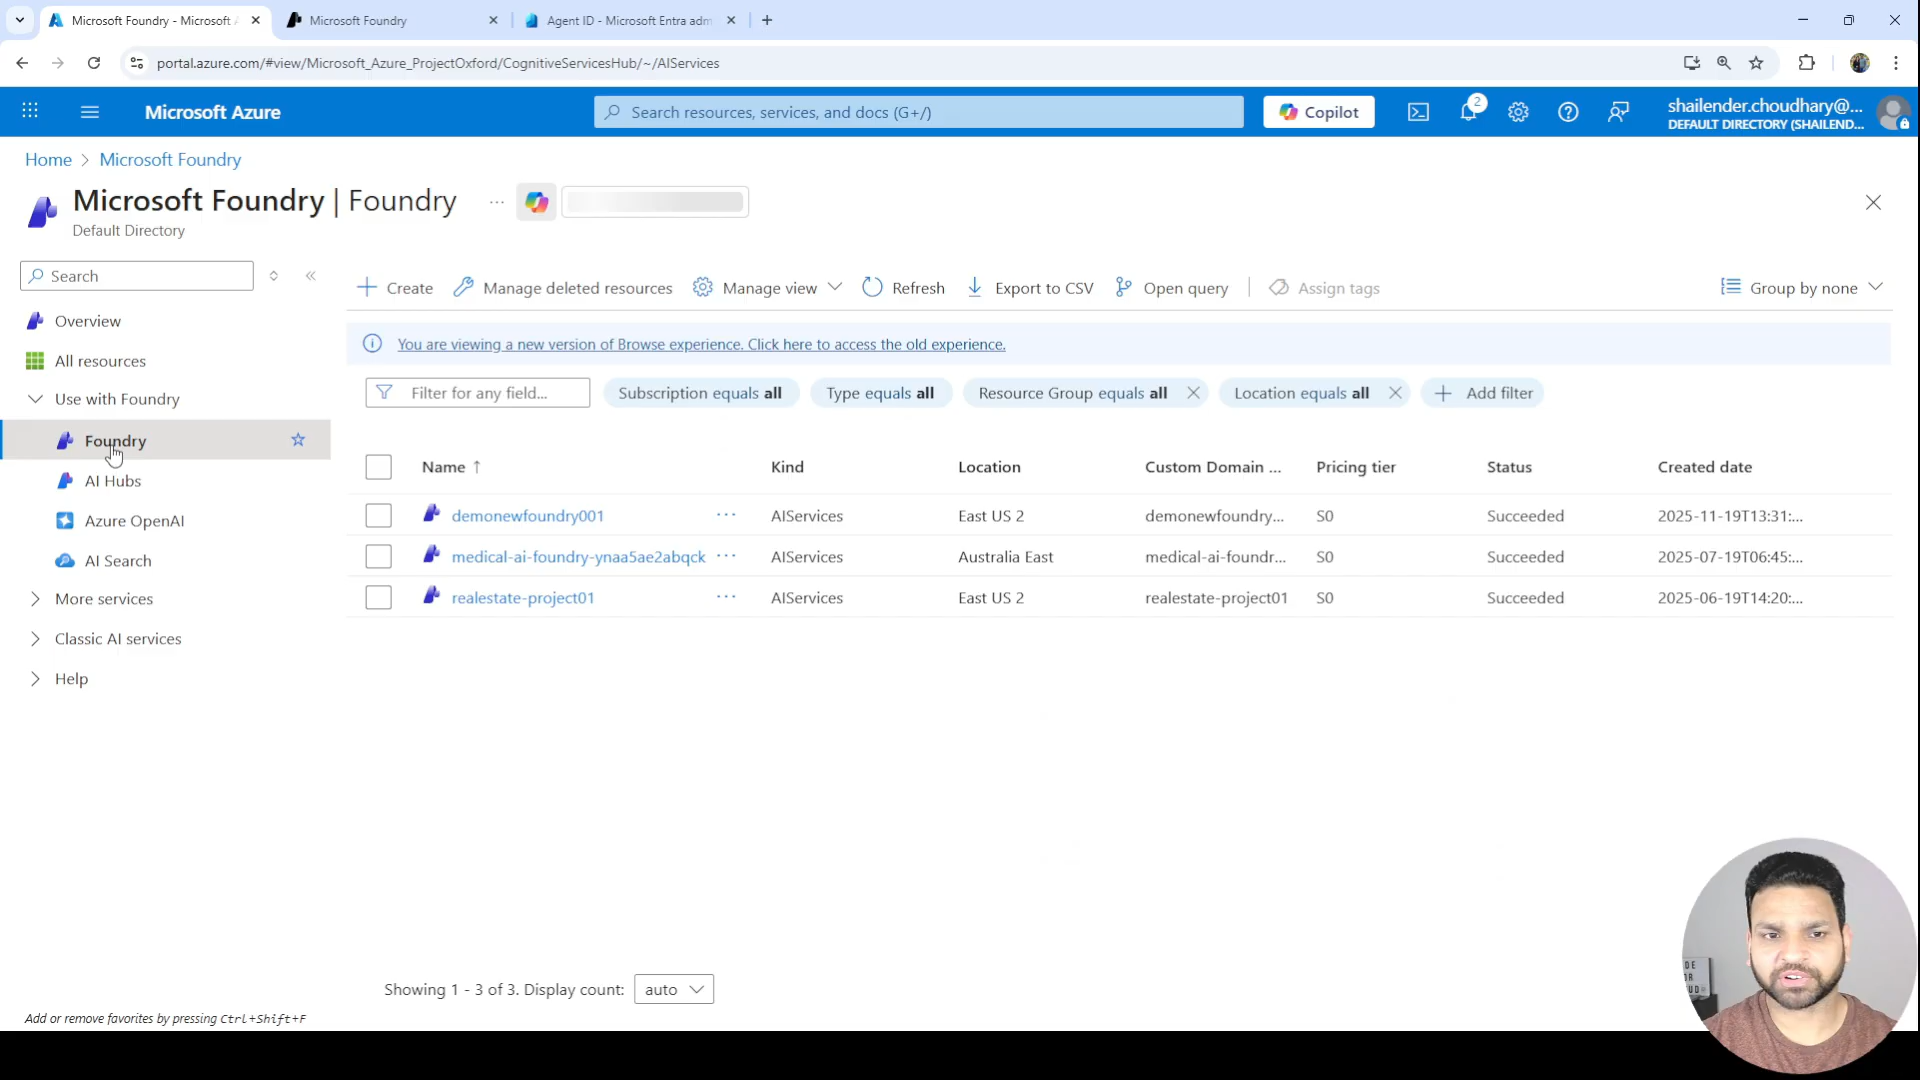 Microsoft Foundry - Microsoft A
Microsoft Foundry
Agent ID - Microsoft Entra adm
portal.azure.com/#view/Microsoft_Azure_ProjectOxford/CognitiveServicesHub/~/AIServices
Microsoft Azure
Search resources, services, and docs (G+/)
Copilot
2
shailender.choudhary@...
DEFAULT DIRECTORY (SHAILEND...
Home > Microsoft Foundry
Microsoft Foundry | Foundry ...
Default Directory
Search
Create
Manage deleted resources
Manage view
Refresh
Export to CSV
Open query
Assign tags
Group by none
Overview
All resources
Use with Foundry
Foundry
AI Hubs
Azure OpenAI
AI Search
More services
Classic AI services
Help
You are viewing a new version of Browse experience. Click here to access the old experience.
Filter for any field...
Subscription equals all
Type equals all
Resource Group equals all
Location equals all
Add filter
Name ↑ Kind Location Custom Domain ... Pricing tier Status Created date
demonewfoundry001 ... AIServices East US 2 demonewfoundry... S0 Succeeded 2025-11-19T13:31:...
medical-ai-foundry-ynaa5ae2abqck ... AIServices Australia East medical-ai-foundr... S0 Succeeded 2025-07-19T06:45:...
realestate-project01 ... AIServices East US 2 realestate-project01 S0 Succeeded 2025-06-19T14:20:...
Showing 1 - 3 of 3. Display count: auto
Add or remove favorites by pressing Ctrl+Shift+F